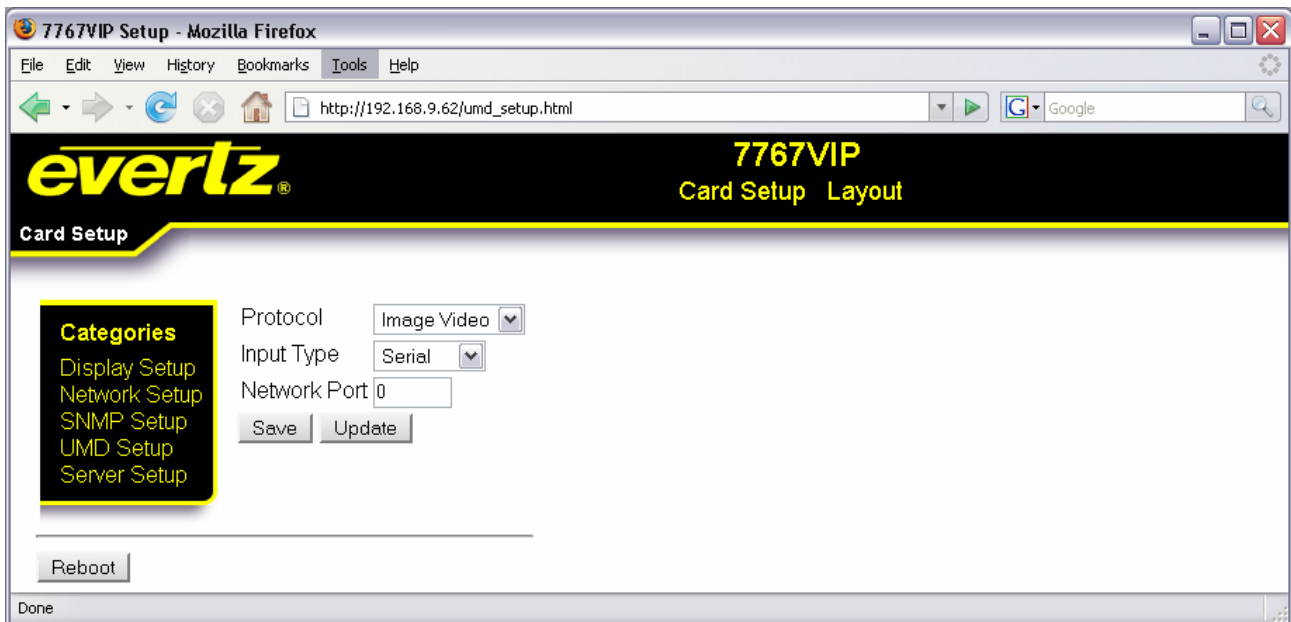 7767VIP Setup - Mozilla Firefox
File Edit View History Bookmarks Tools Help
http://192.168.9.62/umd_setup.html
G Google
evertz®
7767VIP
Card Setup Layout
Card Setup
Categories
Display Setup
Network Setup
SNMP Setup
UMD Setup
Server Setup
Protocol Image Video
Input Type Serial
Network Port 0
Save Update
Reboot
Done